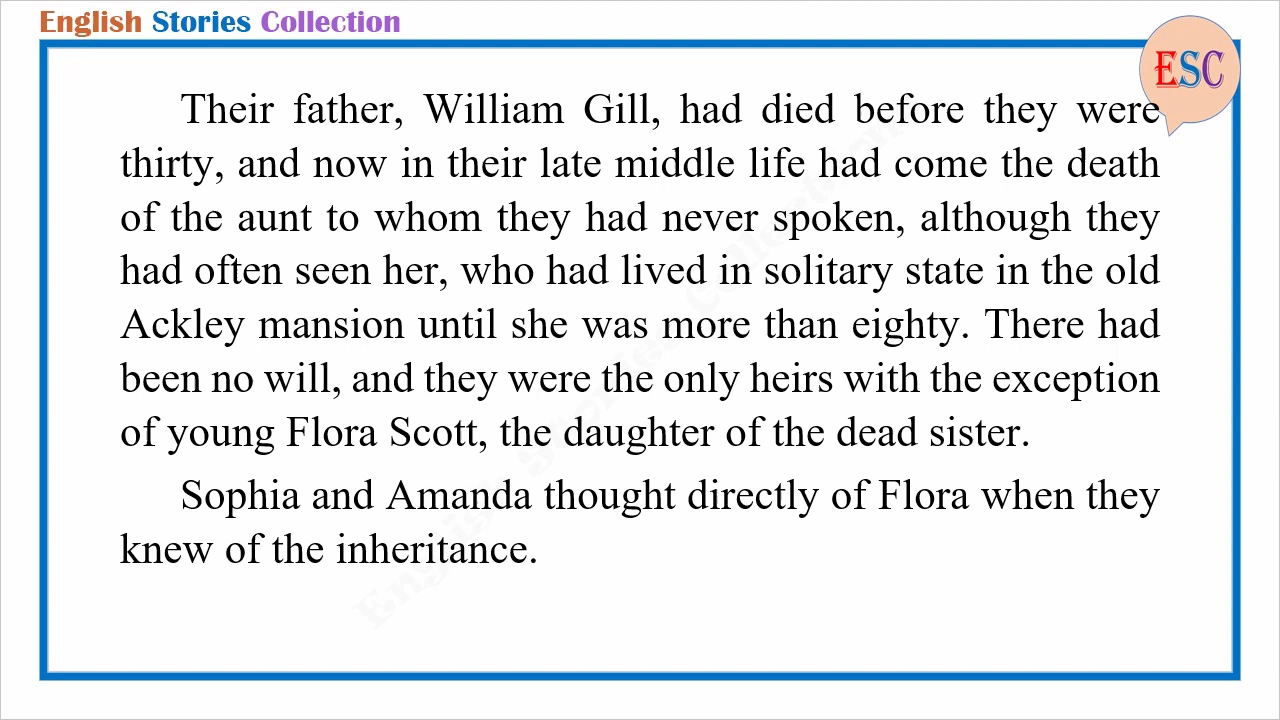 English Stories Collection
ESC
Their father, William Gill, had died before they were
thirty, and now in their late middle life had come the death
of the aunt to whom they had never spoken, although they
had often seen her, who had lived in solitary state in the old
Ackley mansion until she was more than eighty. There had
been no will, and they were the only heirs with the exception
of young Flora Scott, the daughter of the dead sister.
Sophia and Amanda thought directly of Flora when they
knew of the inheritance.
English Stories Collection